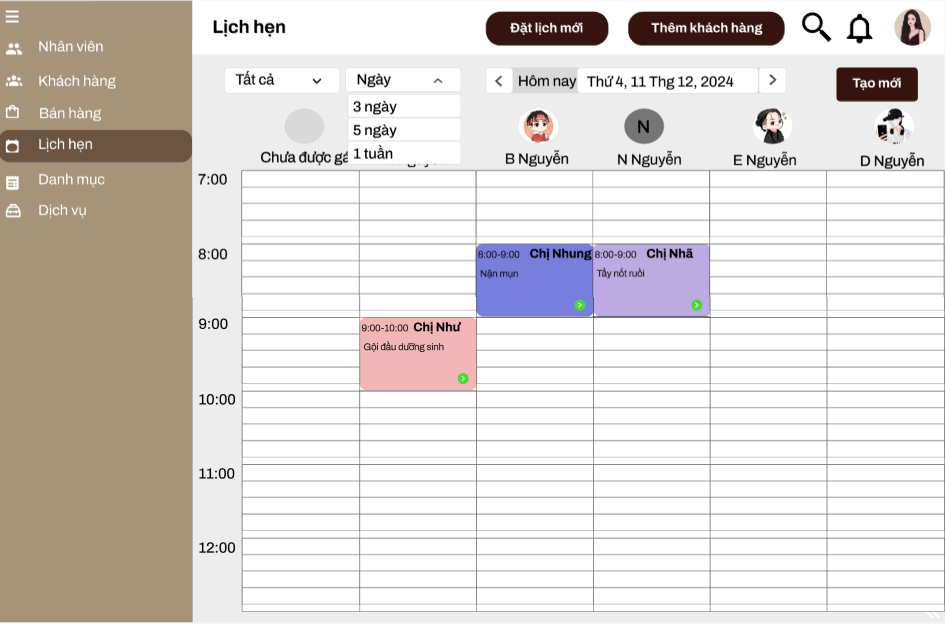 Lịch hẹn
Đặt lịch mới
Thêm khách hàng
Nhân viên
Khách hàng
Bán hàng
Lịch hẹn
Danh mục
Dịch vụ
Tất cả
Ngày
3 ngày
5 ngày
1 tuần
Hôm nay
Thứ 4, 11 Thg 12, 2024
Tạo mới
Chưa được
N
B Nguyễn
N Nguyễn
E Nguyễn
D Nguyễn
7:00
8:00
8:00-9:00 Chị Nhung
Nặn mụn
8:00-9:00 Chị Nhã
Tẩy nốt ruồi
9:00
9:00-10:00 Chị Như
Gội đầu dưỡng sinh
10:00
11:00
12:00